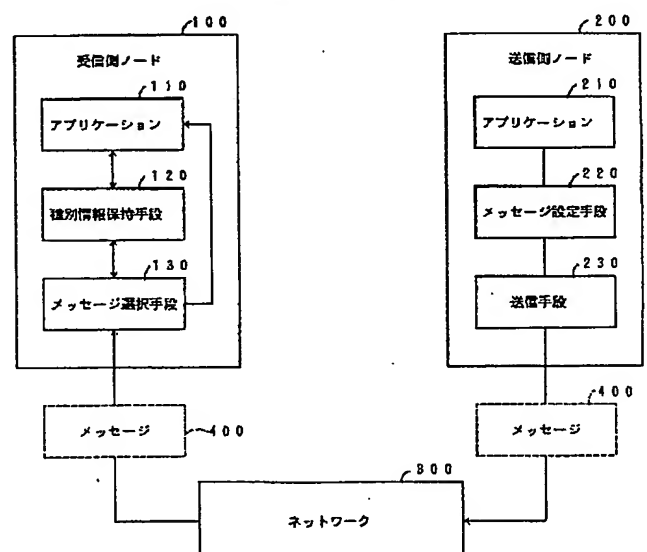 100
受信側ノード
110
アプリケーション
120
種別情報保持手段
130
メッセージ選択手段
メッセージ
400
200
送信側ノード
210
アプリケーション
220
メッセージ設定手段
230
送信手段
400
メッセージ
300
ネットワーク